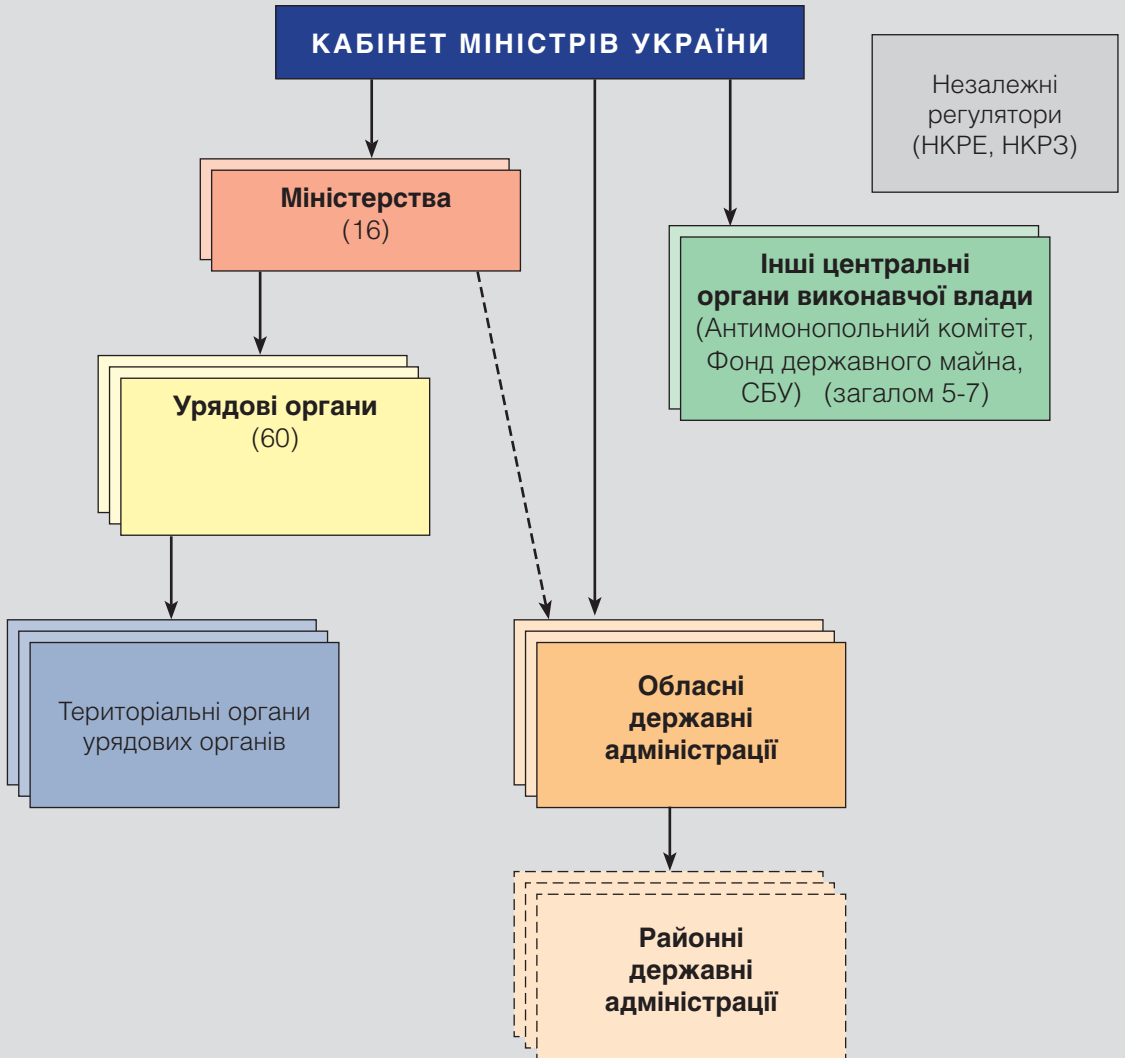 КАБІНЕТ МІНІСТРІВ УКРАЇНИ
Незалежні
регулятори
(НКРЕ, НКРЗ)
Міністерства
(16)
Інші центральні
органи виконавчої влади
(Антимонопольний комітет,
Фонд державного майна,
СБУ) (загалом 5-7)
Урядові органи
(60)
Територіальні органи
урядових органів
Обласні
державні
адміністрації
Районні
державні
адміністрації